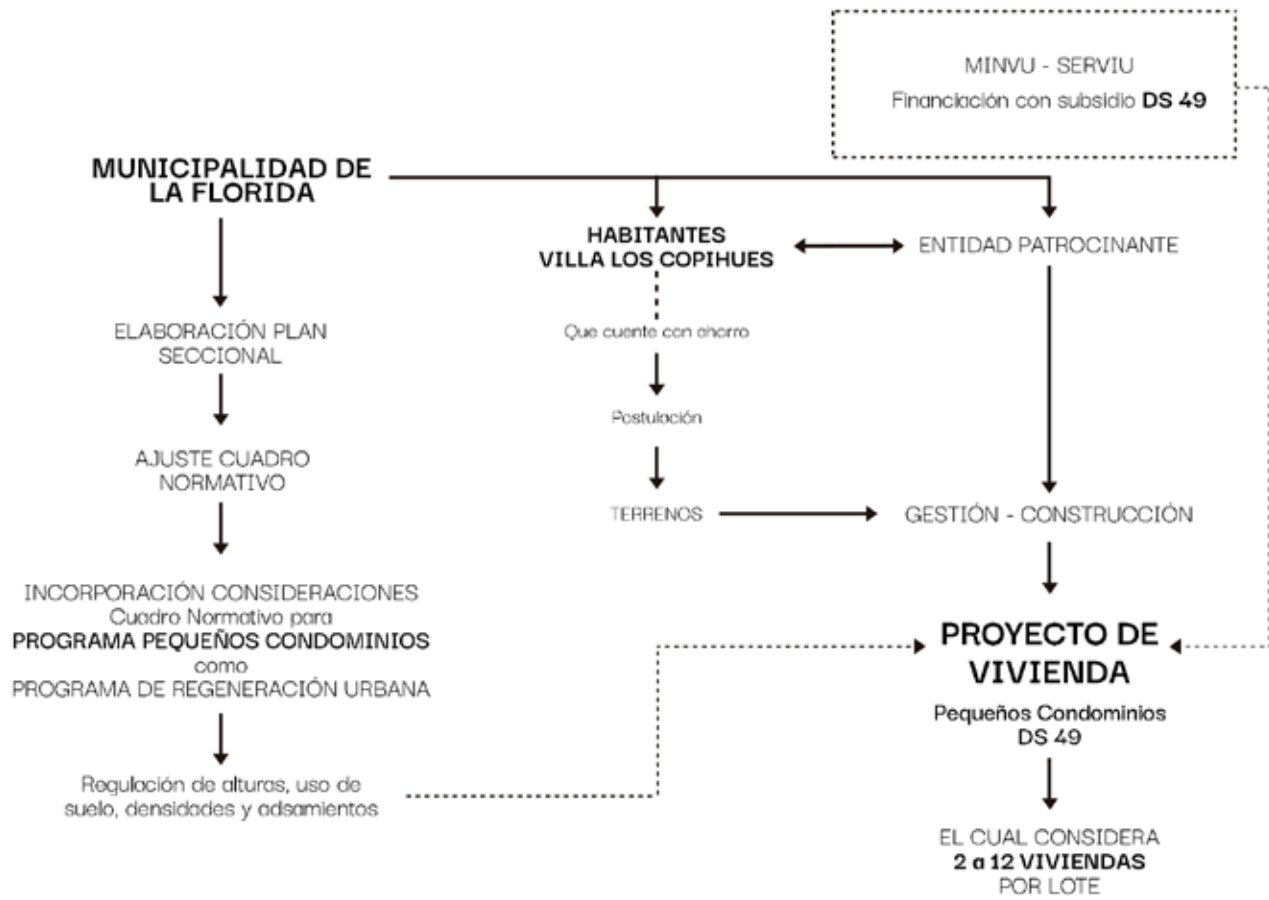 MINVU - SERVIU
Financiación con subsidio DS 49
MUNICIPALIDAD DE
LA FLORIDA
HABITANTES
VILLA LOS COPIHUES
ENTIDAD PATROCINANTE
ELABORACIÓN PLAN
SECCIONAL
Que cuente con ahorro
Postulación
AJUSTE CUADRO
NORMATIVO
TERRENOS
GESTIÓN - CONSTRUCCIÓN
INCORPORACIÓN CONSIDERACIONES
Cuadro Normativo para
PROGRAMA PEQUEÑOS CONDOMINIOS
como
PROGRAMA DE REGENERACIÓN URBANA
PROYECTO DE
VIVIENDA
Pequeños Condominios
DS 49
Regulación de alturas, uso de
suelo, densidades y adsamientos
EL CUAL CONSIDERA
2 a 12 VIVIENDAS
POR LOTE